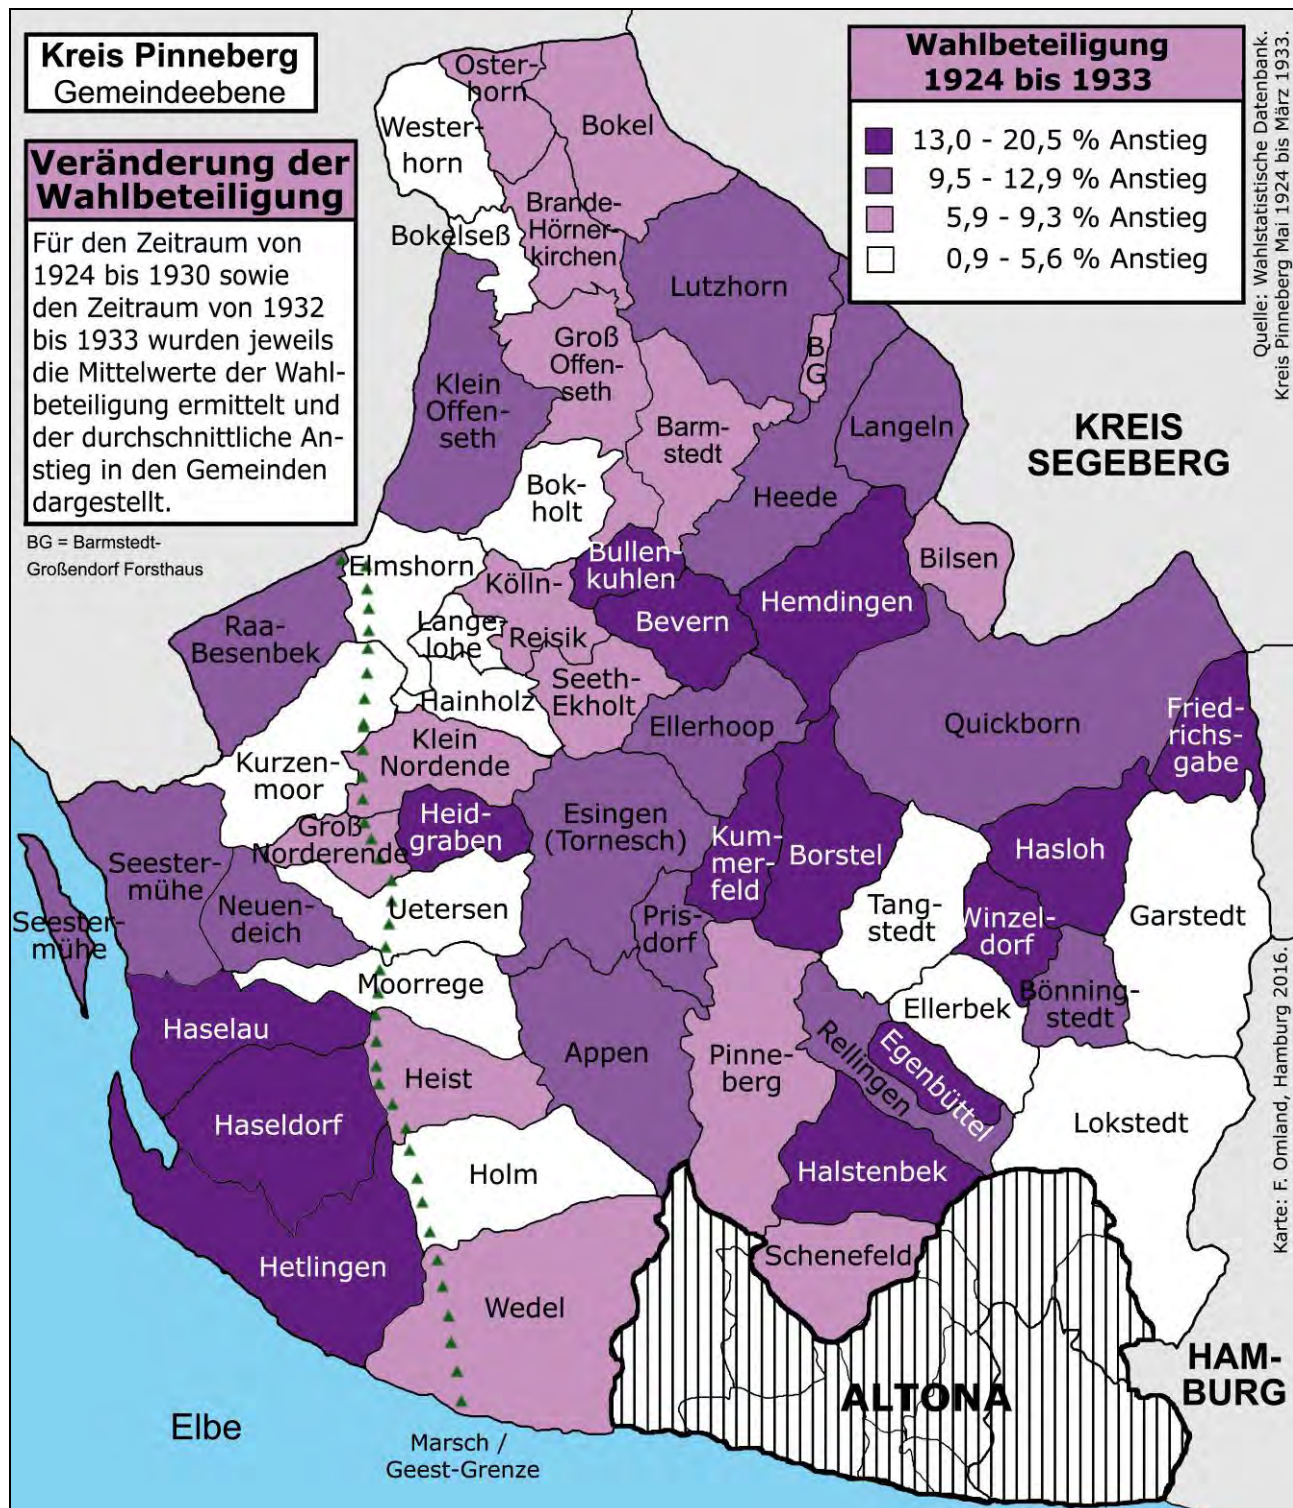 Kreis Pinneberg
Gemeindeebene
Veränderung der
Wahlbeteiligung
Für den Zeitraum von
1924 bis 1930 sowie
den Zeitraum von 1932
bis 1933 wurden jeweils
die Mittelwerte der Wahl-
beteiligung ermittelt und
der durchschnittliche An-
stieg in den Gemeinden
dargestellt.
BG = Barmstedt-
Großendorf Forsthaus
Wahlbeteiligung
1924 bis 1933
13,0 - 20,5 % Anstieg
9,5 - 12,9 % Anstieg
5,9 - 9,3 % Anstieg
0,9 - 5,6 % Anstieg
Quelle: Wahlstatistische Datenbank.
Kreis Pinneberg Mai 1924 bis März 1933.
Oster-
horn
Wester-
horn
Bokel
Brande-
Hörner-
kirchen
Bokelseß
Lutzhorn
Groß
Offen-
seth
B
G
Klein
Offen-
seth
Barm-
stedt
Langeln
KREIS
SEGEBERG
Bok-
holt
Heede
Elmshorn
Bullen-
kuhlen
Bilsen
Kölln-
Reisik
Hemdingen
Bevern
Raa-
Besenbek
Lange-
lohe
Seeth-
Ekholt
Hainholz
Ellerhoop
Quickborn
Fried-
richs-
gabe
Klein
Nordende
Kurzen-
moor
Heid-
graben
Esingen
(Tornesch)
Groß
Norderende
Kum-
mer-
feld
Borstel
Hasloh
Seester-
mühe
Seester-
mühe
Neuen-
deich
Uetersen
Pris-
dorf
Tang-
stedt
Winzel-
dorf
Garstedt
Moorrege
Ellerbek
Bönning-
stedt
Haselau
Appen
Pinne-
berg
Rellingen
Egenbüttel
Heist
Haseldorf
Lokstedt
Holm
Halstenbek
Hetlingen
Schenefeld
Wedel
HAM-
BURG
ALTONA
Elbe
Marsch /
Geest-Grenze
Karte: F. Omland, Hamburg 2016.